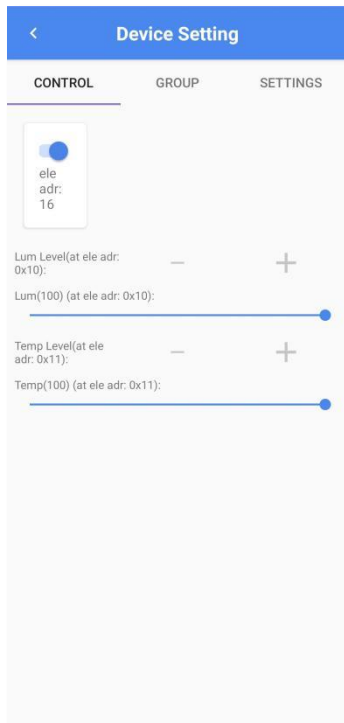 Device Setting
CONTROL GROUP SETTINGS
ele
adr:
16
Lum Level(at ele adr:
0x10):
Lum(100) (at ele adr: 0x10):
Temp Level(at ele
adr: 0x11):
Temp(100) (at ele adr: 0x11):